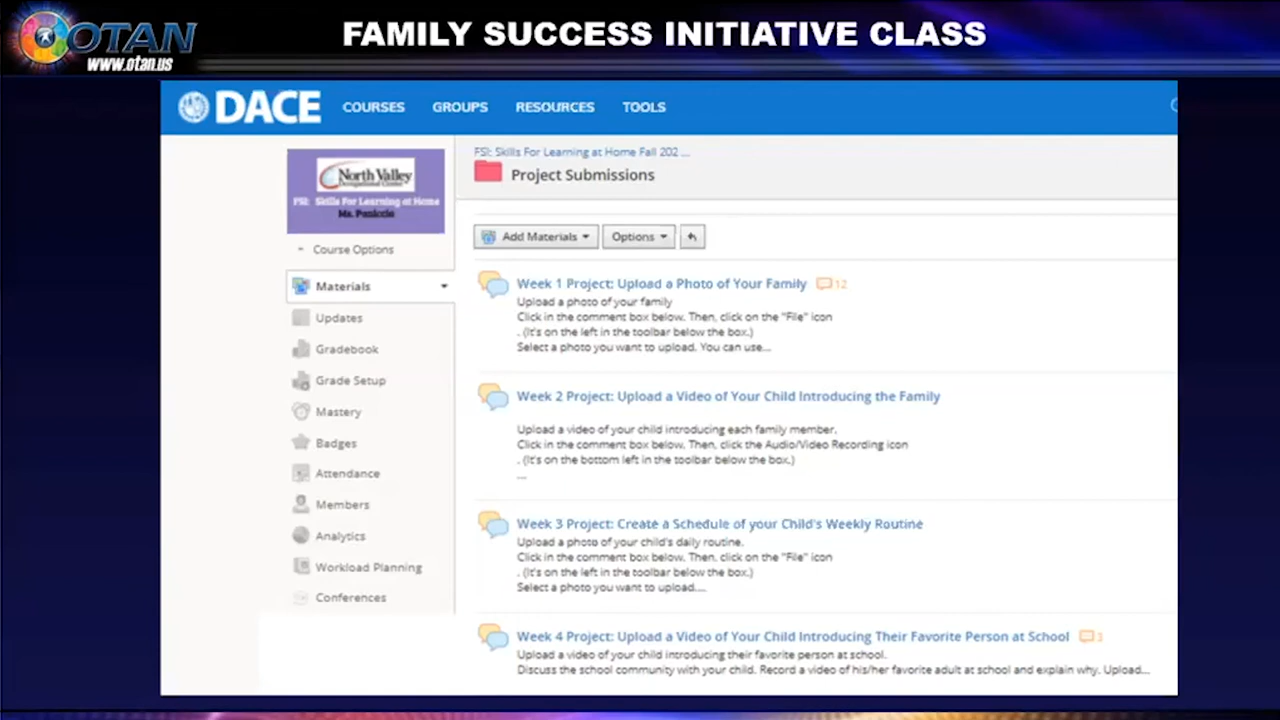 OTAN
www.otan.us
FAMILY SUCCESS INITIATIVE CLASS
DACE
COURSES
GROUPS
RESOURCES
TOOLS
North Valley
Occupational Center
FSI: Skills For Learning at Home
Ms. Paniccia
Course Options
Materials
Updates
Gradebook
Grade Setup
Mastery
Badges
Attendance
Members
Analytics
Workload Planning
Conferences
FSI: Skills For Learning at Home Fall 202 ...
Project Submissions
Add Materials
Options
Week 1 Project: Upload a Photo of Your Family 12
Upload a photo of your family
Click in the comment box below. Then, click on the "File" icon
. (It's on the left in the toolbar below the box.)
Select a photo you want to upload. You can use...
Week 2 Project: Upload a Video of Your Child Introducing the Family
Upload a video of your child introducing each family member.
Click in the comment box below. Then, click the Audio/Video Recording icon
. (It's on the bottom left in the toolbar below the box.)
...
Week 3 Project: Create a Schedule of your Child's Weekly Routine
Upload a photo of your child's daily routine.
Click in the comment box below. Then, click on the "File" icon
. (It's on the left in the toolbar below the box.)
Select a photo you want to upload....
Week 4 Project: Upload a Video of Your Child Introducing Their Favorite Person at School 3
Upload a video of your child introducing their favorite person at school.
Discuss the school community with your child. Record a video of his/her favorite adult at school and explain why. Upload...